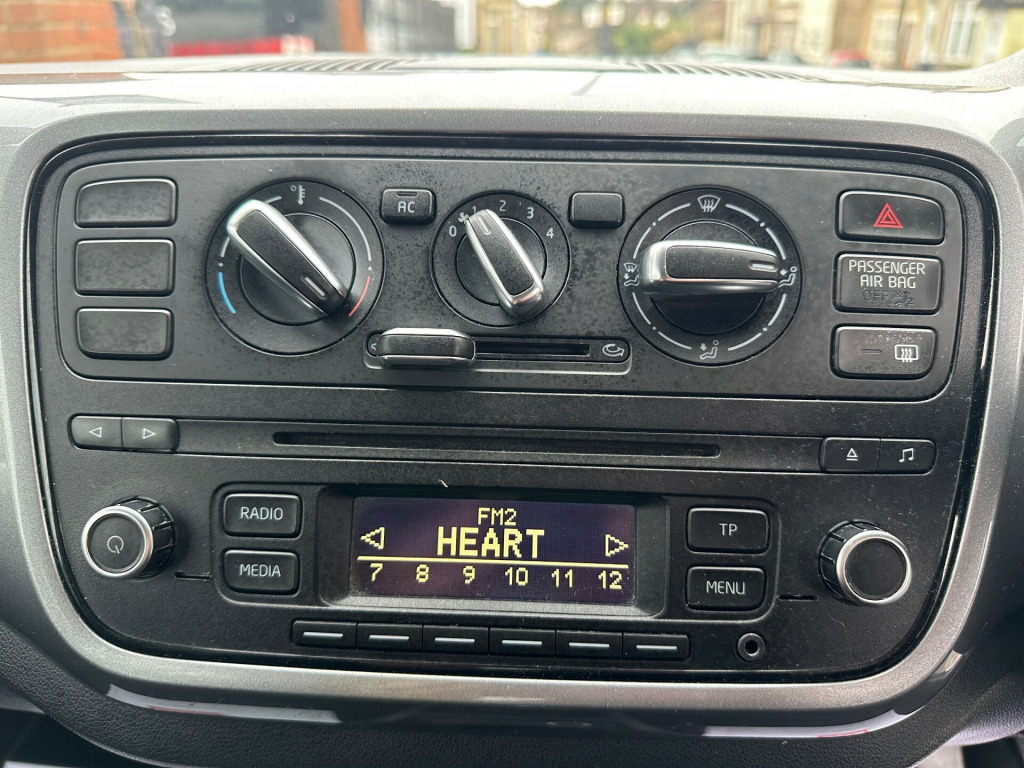 AC
0 1 2 3 4
PASSENGER
AIR BAG
OFF
RADIO
MEDIA
FM2
HEART
7 8 9 10 11 12
TP
MENU